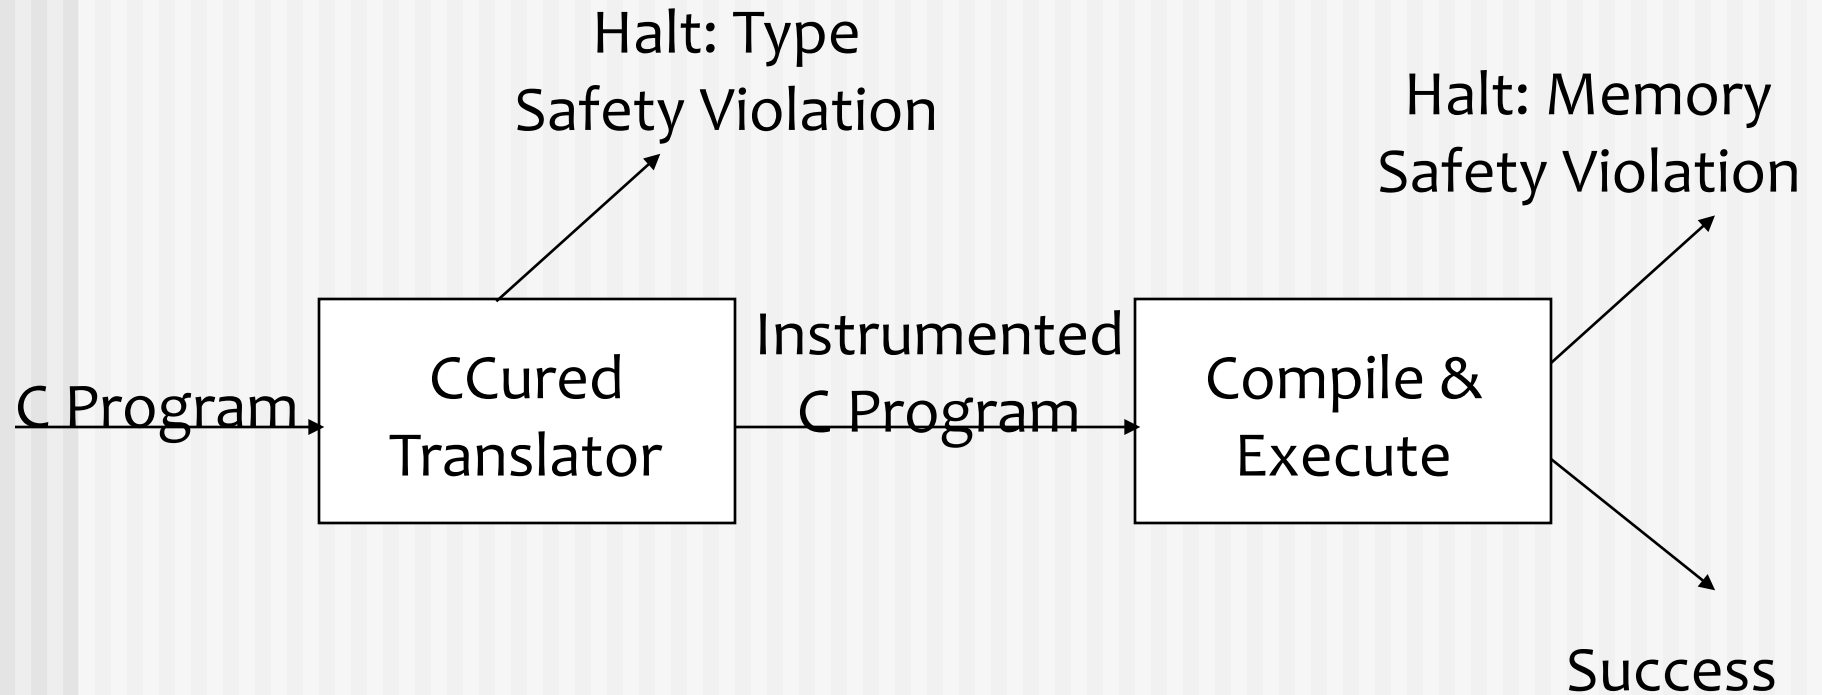 Halt: Type
Safety Violation
Halt: Memory
Safety Violation
C Program
CCured
Translator
Instrumented
C Program
Compile &
Execute
Success